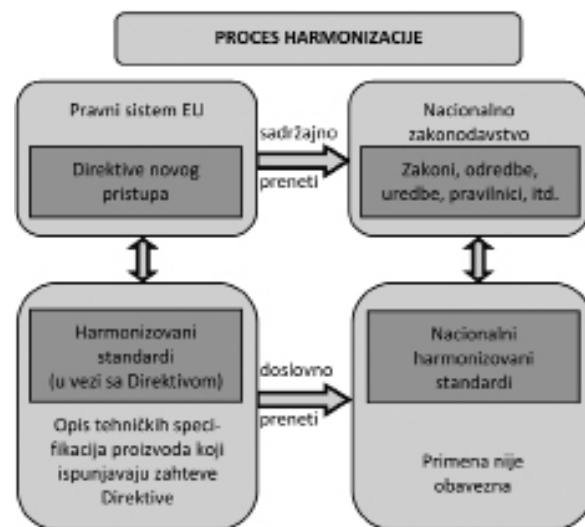 PROCES HARMONIZACIJE
Pravni sistem EU
Direktive novog
pristupa
sadržajno
preneti
Nacionalno
zakonodavstvo
Zakoni, odredbe,
uredbe, pravilnici, itd.
Harmonizovani
standardi
(u vezi sa Direktivom)
Opis tehničkih speci-
fikacija proizvoda koji
ispunjavaju zahteve
Direktive
doslovno
preneti
Nacionalni
harmonizovani
standardi
Primena nije
obavezna